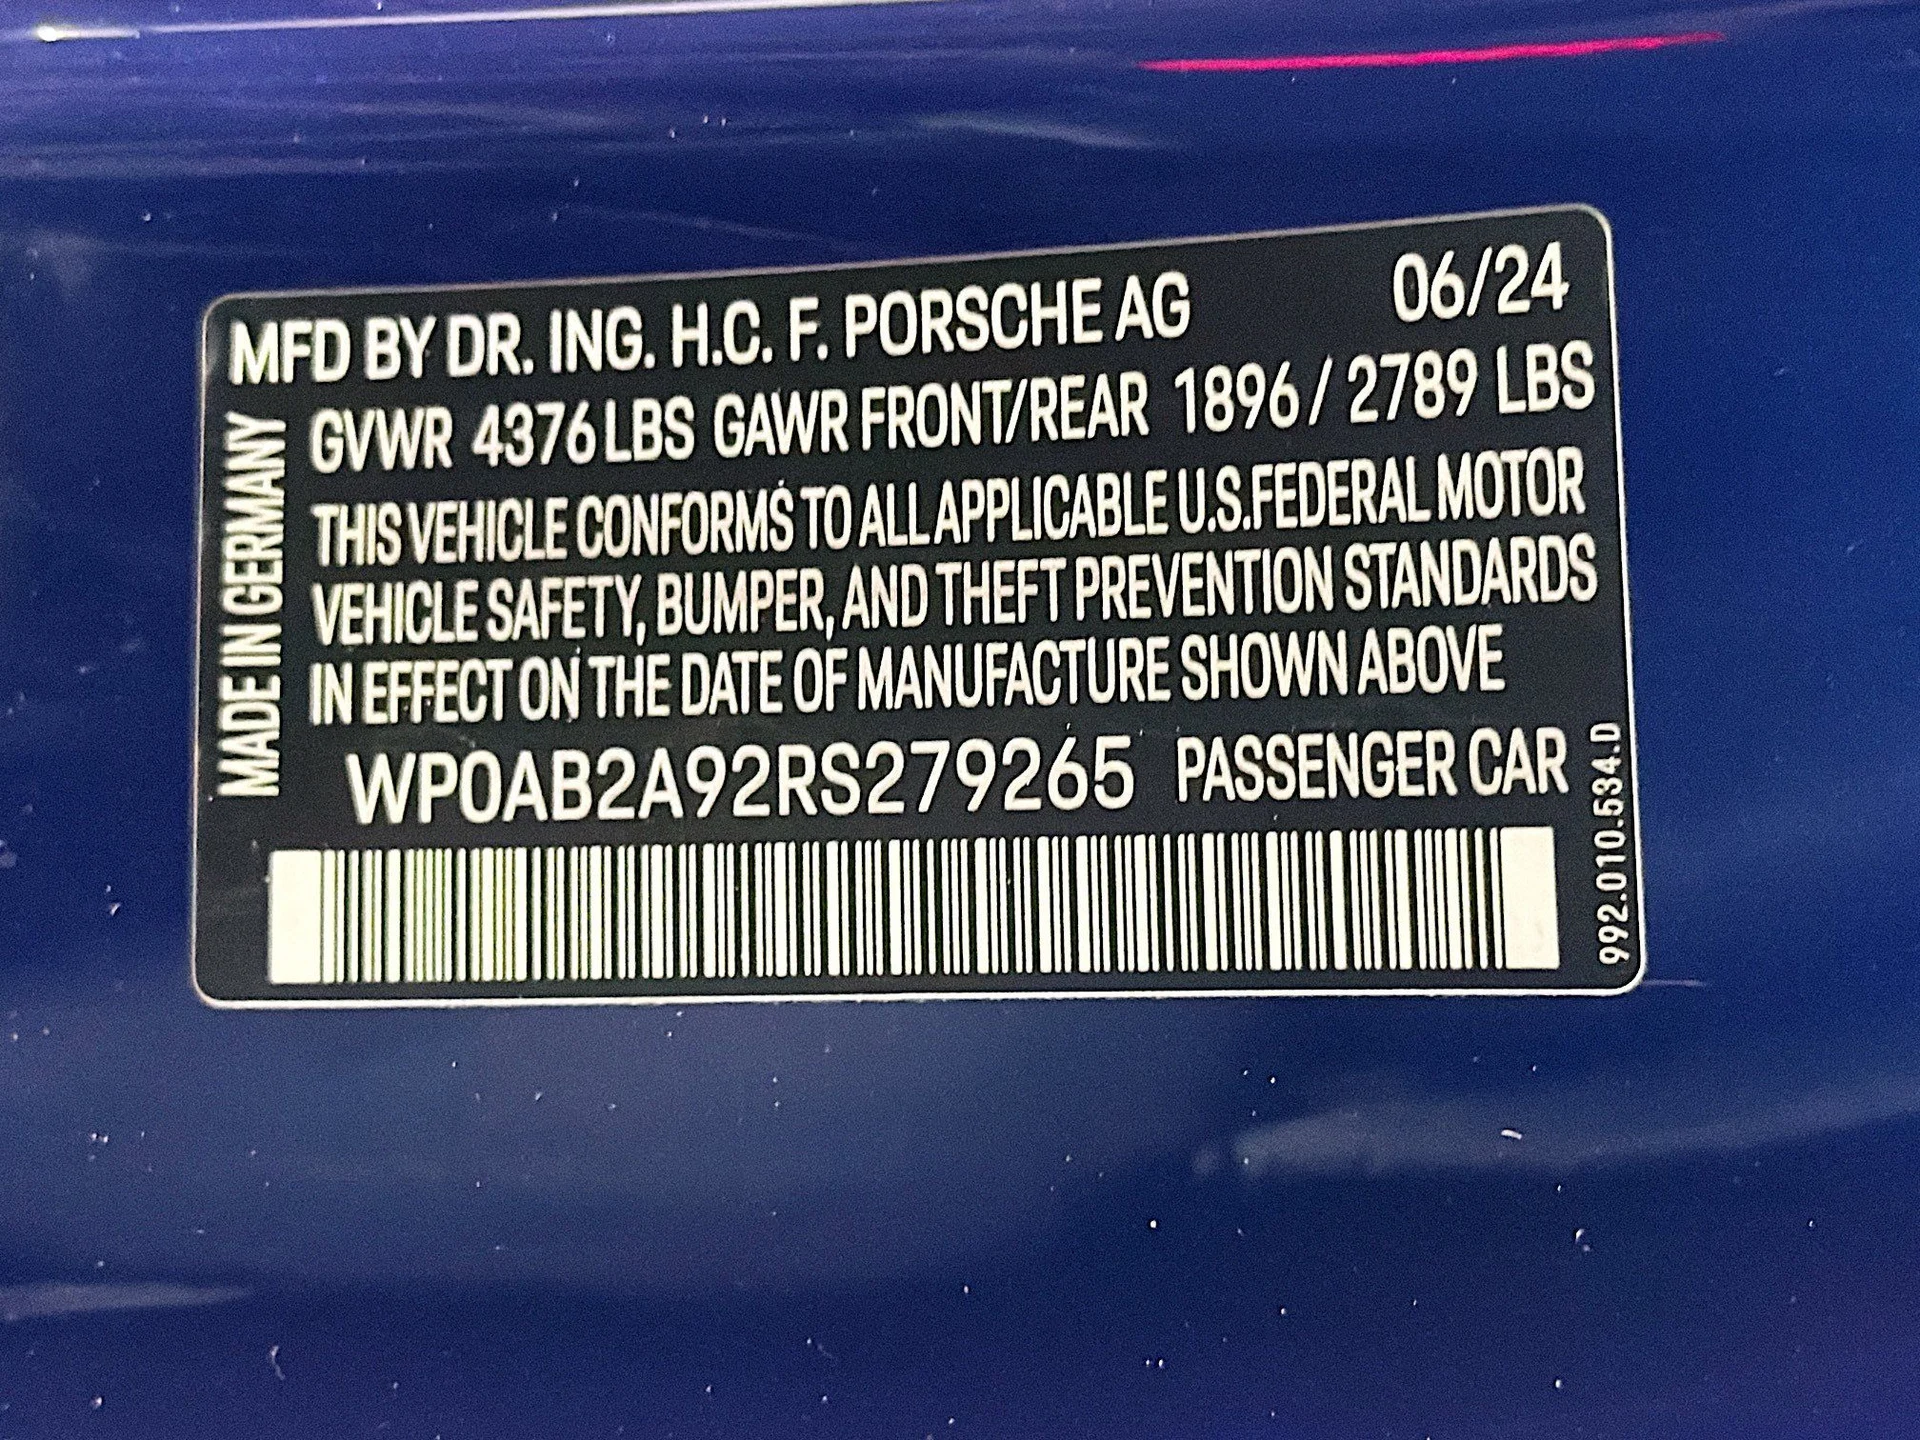 MFD BY DR. ING. H.C. F. PORSCHE AG 06/24
GVWR 4376 LBS GAWR FRONT/REAR 1896 / 2789 LBS
THIS VEHICLE CONFORMS TO ALL APPLICABLE U.S.FEDERAL MOTOR
VEHICLE SAFETY, BUMPER, AND THEFT PREVENTION STANDARDS
IN EFFECT ON THE DATE OF MANUFACTURE SHOWN ABOVE
WP0AB2A92RS279265 PASSENGER CAR
MADE IN GERMANY
992.010.534.D